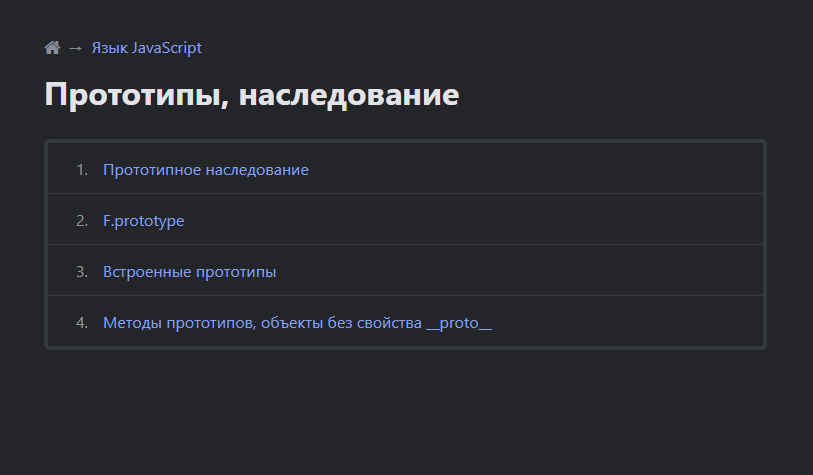 → Язык JavaScript
Прототипы, наследование
1. Прототипное наследование
2. F.prototype
3. Встроенные прототипы
4. Методы прототипов, объекты без свойства __proto__